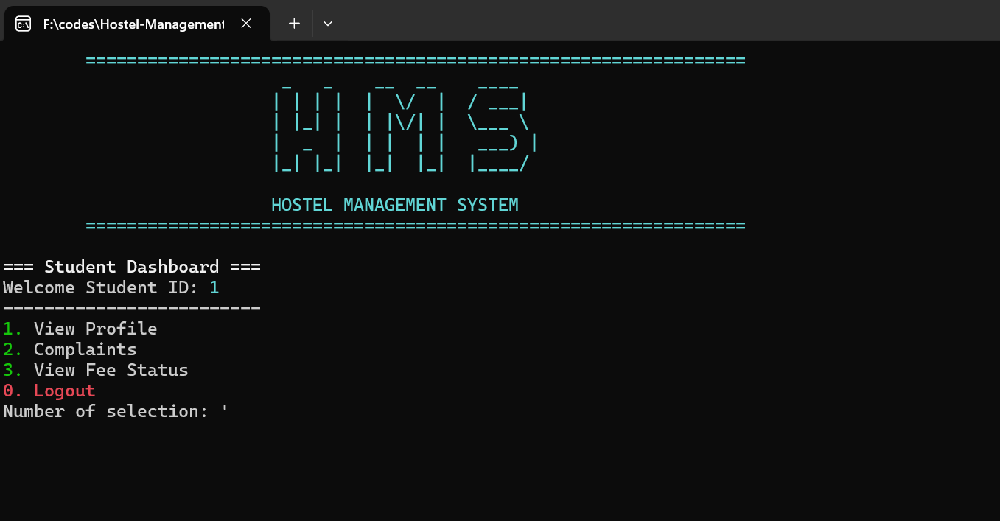 F:\codes\Hostel-Management
================================================================
 _   _    __  __    ____
| | | |  |  \/  |  / ___|
| |_| |  | |\/| |  \___ \
|  _  |  | |  | |   ___) |
|_| |_|  |_|  |_|  |____/
HOSTEL MANAGEMENT SYSTEM
================================================================
=== Student Dashboard ===
Welcome Student ID: 1
-------------------------
1. View Profile
2. Complaints
3. View Fee Status
0. Logout
Number of selection: '